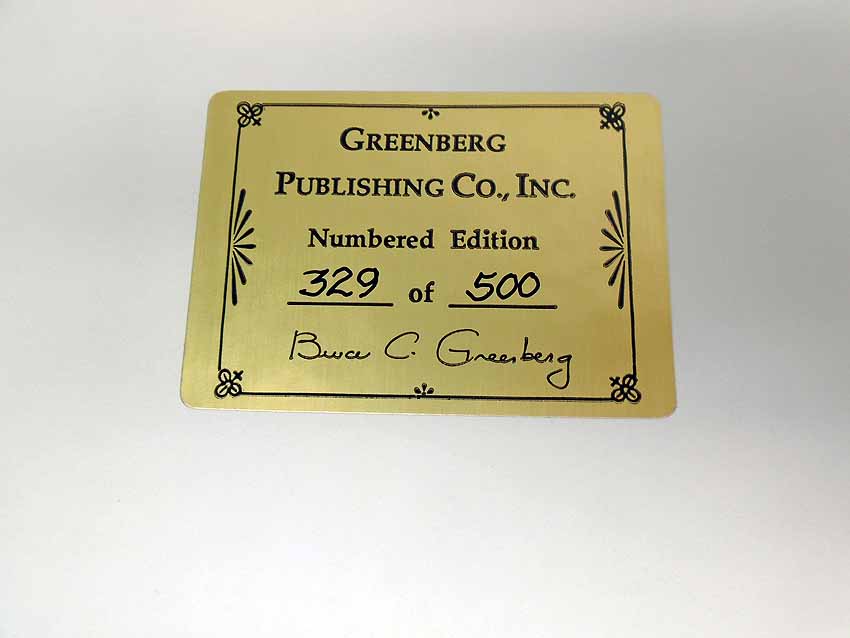 GREENBERG
PUBLISHING CO., INC.
Numbered Edition
329 of 500
Bruce C. Greenberg